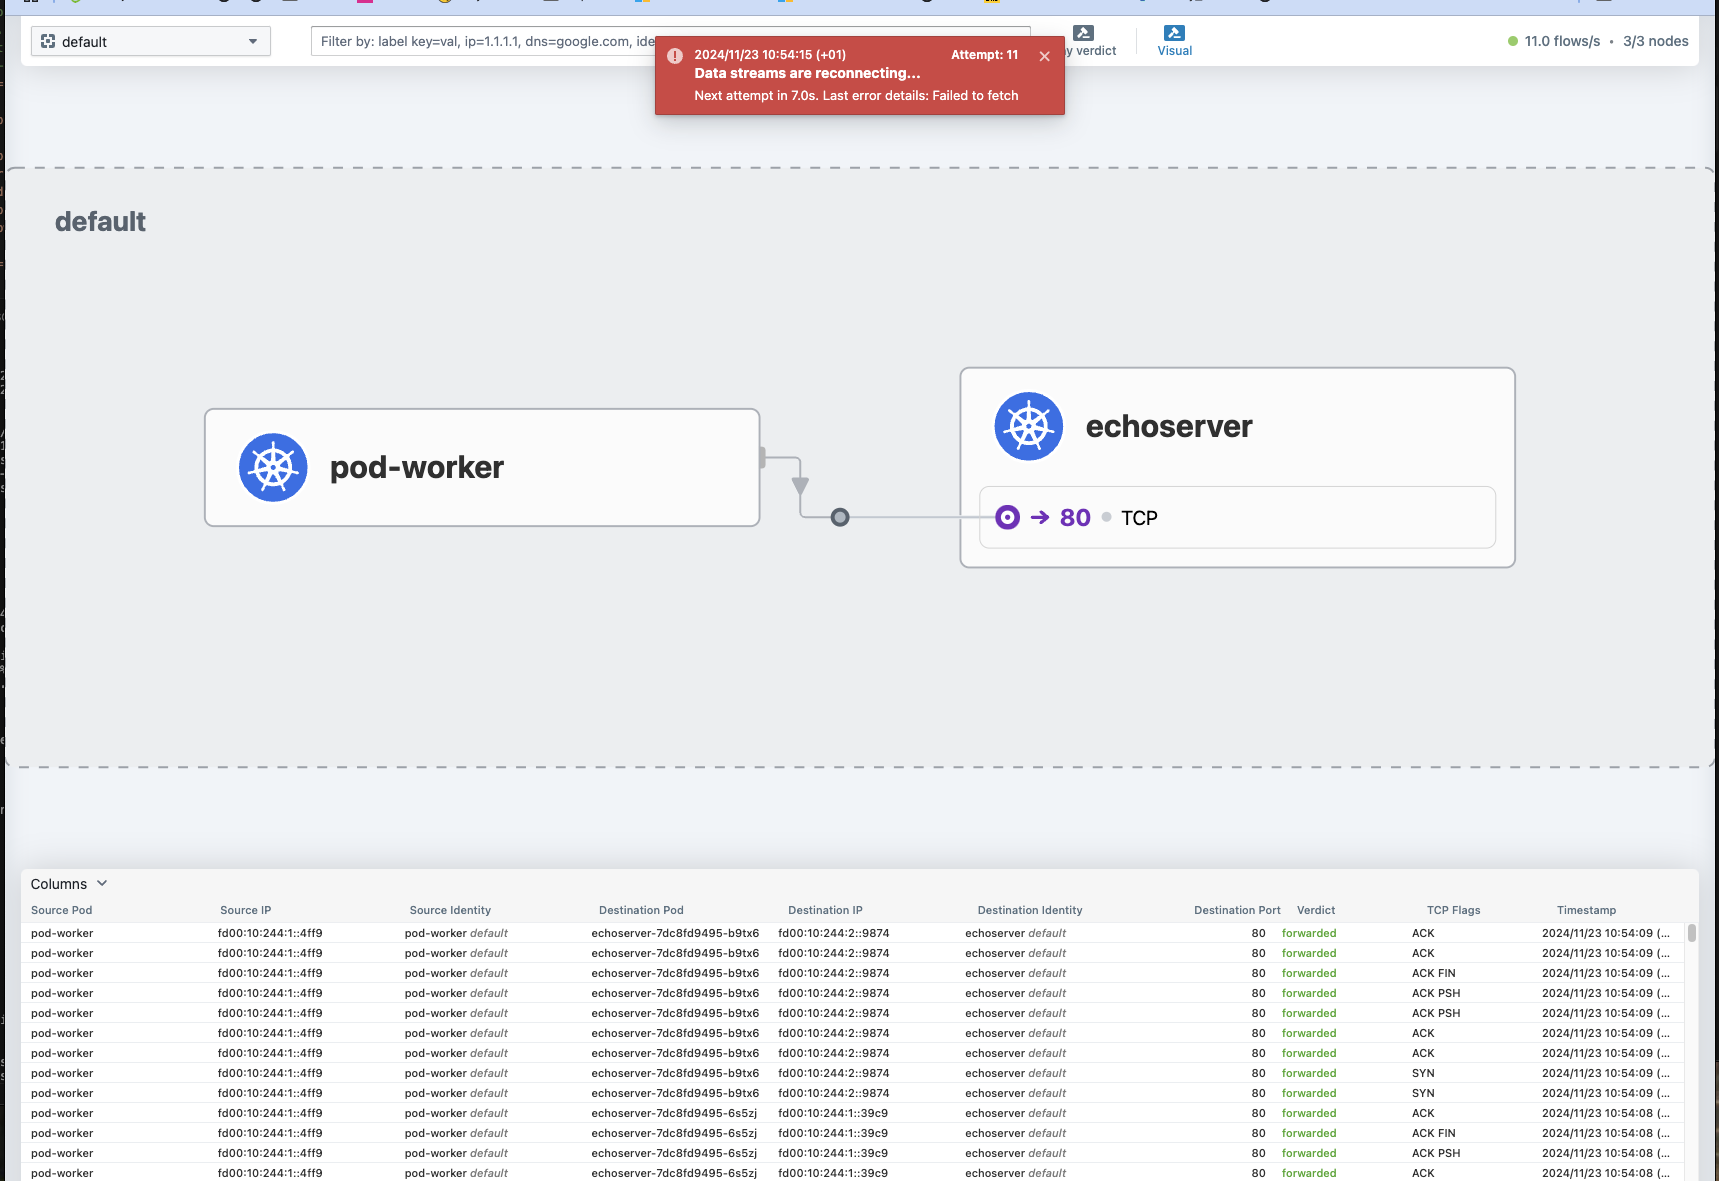 default
Filter by: label key=val, ip=1.1.1.1, dns=google.com, ide
y verdict
Visual
11.0 flows/s • 3/3 nodes
2024/11/23 10:54:15 (+01) Attempt: 11
Data streams are reconnecting...
Next attempt in 7.0s. Last error details: Failed to fetch
default
pod-worker
echoserver
80 TCP
Columns
Source Pod Source IP Source Identity Destination Pod Destination IP Destination Identity Destination Port Verdict TCP Flags Timestamp
pod-worker fd00:10:244:1::4ff9 pod-worker default echoserver-7dc8fd9495-b9tx6 fd00:10:244:2::9874 echoserver default 80 forwarded ACK 2024/11/23 10:54:09 (...
pod-worker fd00:10:244:1::4ff9 pod-worker default echoserver-7dc8fd9495-b9tx6 fd00:10:244:2::9874 echoserver default 80 forwarded ACK 2024/11/23 10:54:09 (...
pod-worker fd00:10:244:1::4ff9 pod-worker default echoserver-7dc8fd9495-b9tx6 fd00:10:244:2::9874 echoserver default 80 forwarded ACK FIN 2024/11/23 10:54:09 (...
pod-worker fd00:10:244:1::4ff9 pod-worker default echoserver-7dc8fd9495-b9tx6 fd00:10:244:2::9874 echoserver default 80 forwarded ACK PSH 2024/11/23 10:54:09 (...
pod-worker fd00:10:244:1::4ff9 pod-worker default echoserver-7dc8fd9495-b9tx6 fd00:10:244:2::9874 echoserver default 80 forwarded ACK PSH 2024/11/23 10:54:09 (...
pod-worker fd00:10:244:1::4ff9 pod-worker default echoserver-7dc8fd9495-b9tx6 fd00:10:244:2::9874 echoserver default 80 forwarded ACK 2024/11/23 10:54:09 (...
pod-worker fd00:10:244:1::4ff9 pod-worker default echoserver-7dc8fd9495-b9tx6 fd00:10:244:2::9874 echoserver default 80 forwarded ACK 2024/11/23 10:54:09 (...
pod-worker fd00:10:244:1::4ff9 pod-worker default echoserver-7dc8fd9495-b9tx6 fd00:10:244:2::9874 echoserver default 80 forwarded SYN 2024/11/23 10:54:09 (...
pod-worker fd00:10:244:1::4ff9 pod-worker default echoserver-7dc8fd9495-b9tx6 fd00:10:244:2::9874 echoserver default 80 forwarded SYN 2024/11/23 10:54:09 (...
pod-worker fd00:10:244:1::4ff9 pod-worker default echoserver-7dc8fd9495-6s5zj fd00:10:244:1::39c9 echoserver default 80 forwarded ACK 2024/11/23 10:54:08 (...
pod-worker fd00:10:244:1::4ff9 pod-worker default echoserver-7dc8fd9495-6s5zj fd00:10:244:1::39c9 echoserver default 80 forwarded ACK FIN 2024/11/23 10:54:08 (...
pod-worker fd00:10:244:1::4ff9 pod-worker default echoserver-7dc8fd9495-6s5zj fd00:10:244:1::39c9 echoserver default 80 forwarded ACK PSH 2024/11/23 10:54:08 (...
pod-worker fd00:10:244:1::4ff9 pod-worker default echoserver-7dc8fd9495-6s5zj fd00:10:244:1::39c9 echoserver default 80 forwarded ACK 2024/11/23 10:54:08 (...